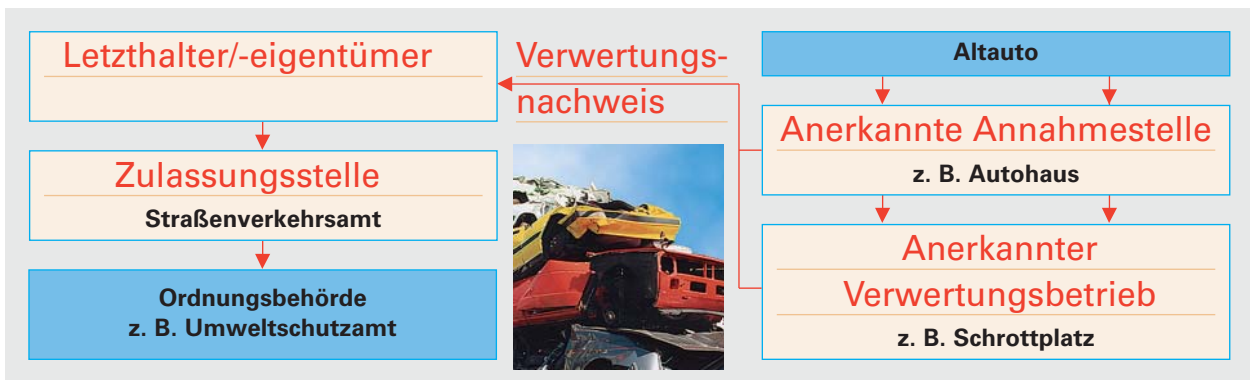 Letzthalter/-eigentümer
Zulassungsstelle
Straßenverkehrsamt
Ordnungsbehörde
z. B. Umweltschutzamt
Verwertungs-
nachweis
Altauto
Anerkannte Annahmestelle
z. B. Autohaus
Anerkannter
Verwertungsbetrieb
z. B. Schrottplatz